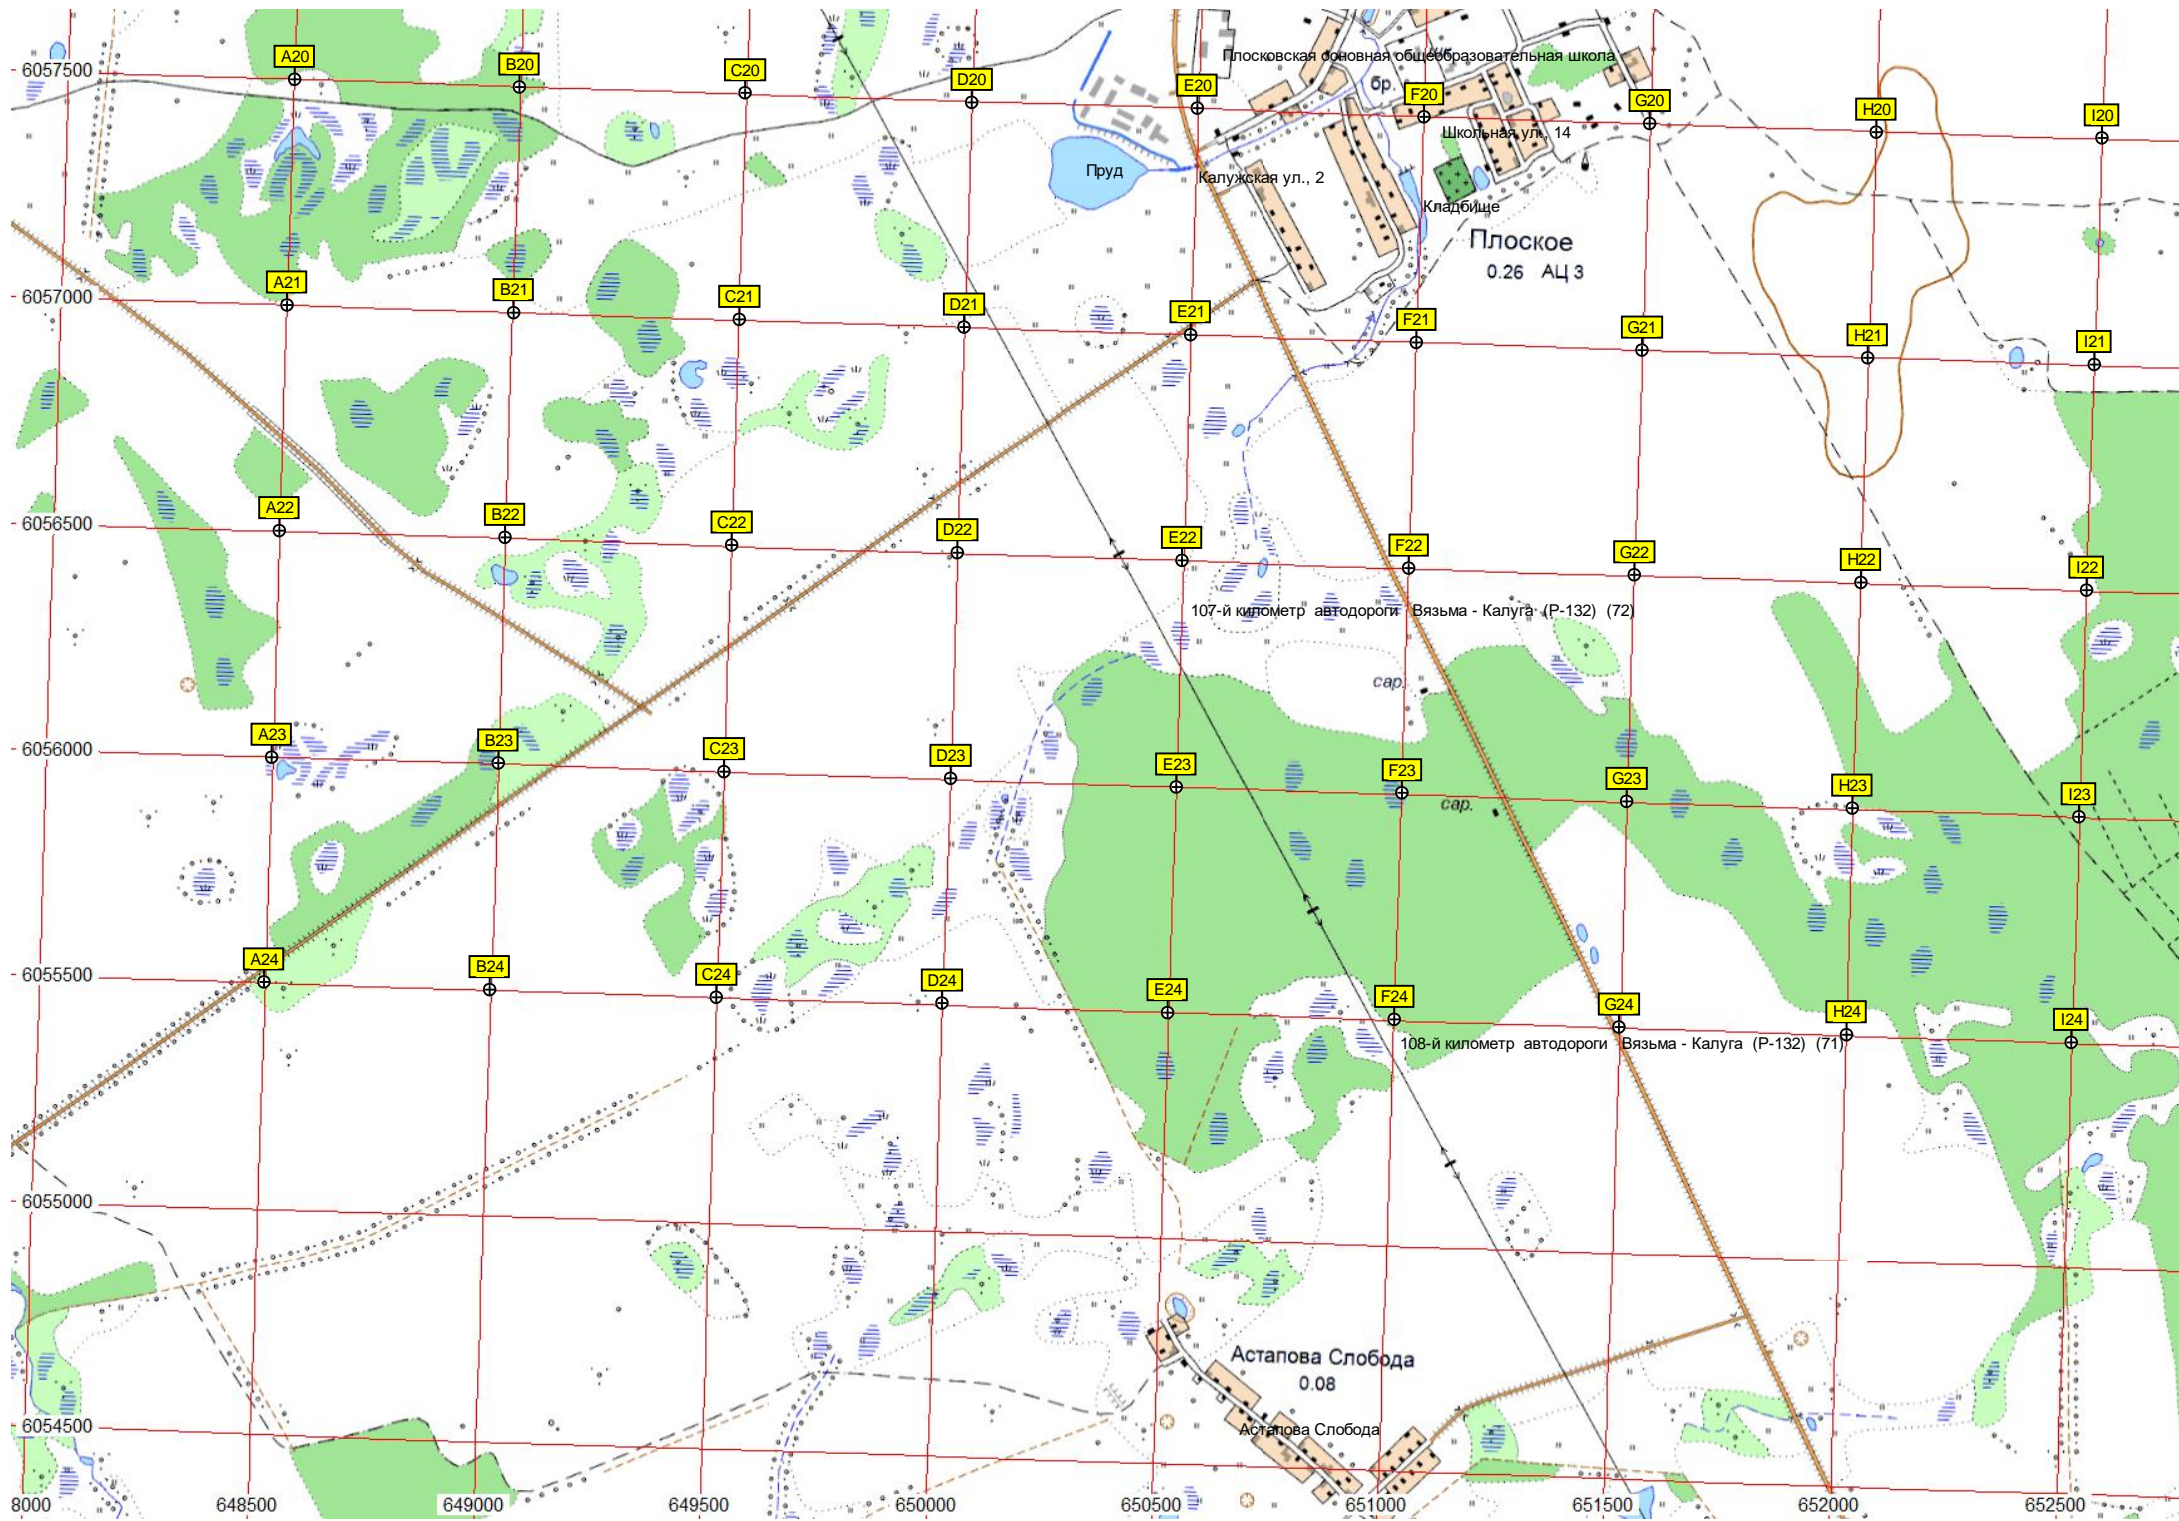 Плосковская основная общеобразовательная школа
6057500
A20
B20
C20
D20
E20
бр.
F20
G20
H20
I20
Школьная ул., 14
Пруд
Калужская ул., 2
Кладбище
Плоское
0.26 АЦ 3
6057000
A21
B21
C21
D21
E21
F21
G21
H21
I21
6056500
A22
B22
C22
D22
E22
F22
G22
H22
I22
107-й километр автодороги Вязьма - Калуга (Р-132) (72)
сар.
6056000
A23
B23
C23
D23
E23
F23
G23
H23
I23
сар.
6055500
A24
B24
C24
D24
E24
F24
G24
H24
I24
108-й километр автодороги Вязьма - Калуга (Р-132) (71)
6055000
Астапова Слобода
0.08
6054500
Астапова Слобода
8000
648500
649000
649500
650000
650500
651000
651500
652000
652500